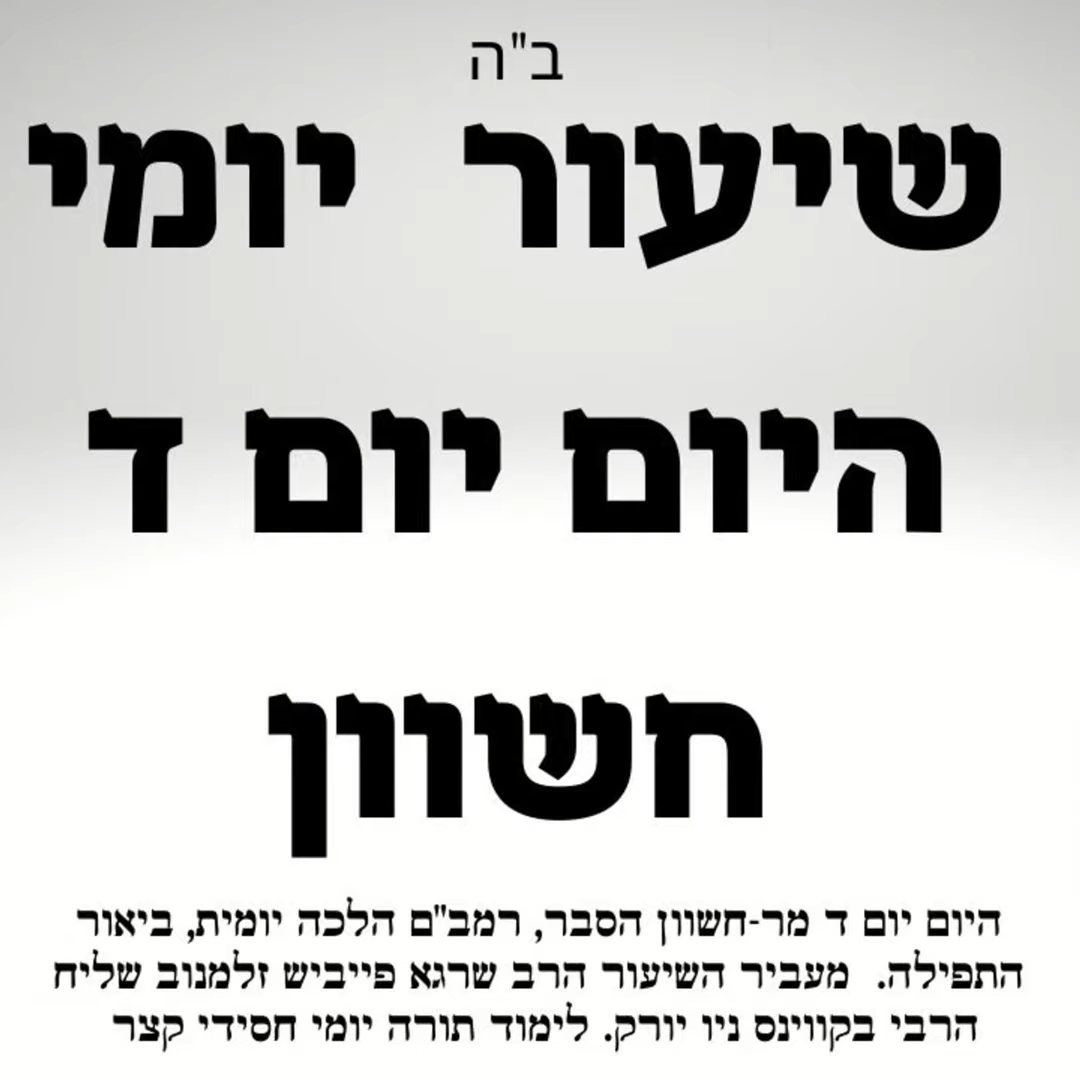 ב"ה
שיעור יומי
היום יום ד
חשוון
היום יום ד מר-חשוון הסבר, רמב"ם הלכה יומית, ביאור
התפילה. מעביר השיעור הרב שרגא פייביש זלמנוב שליח
הרבי בקווינס ניו יורק. לימוד תורה יומי חסידי קצר